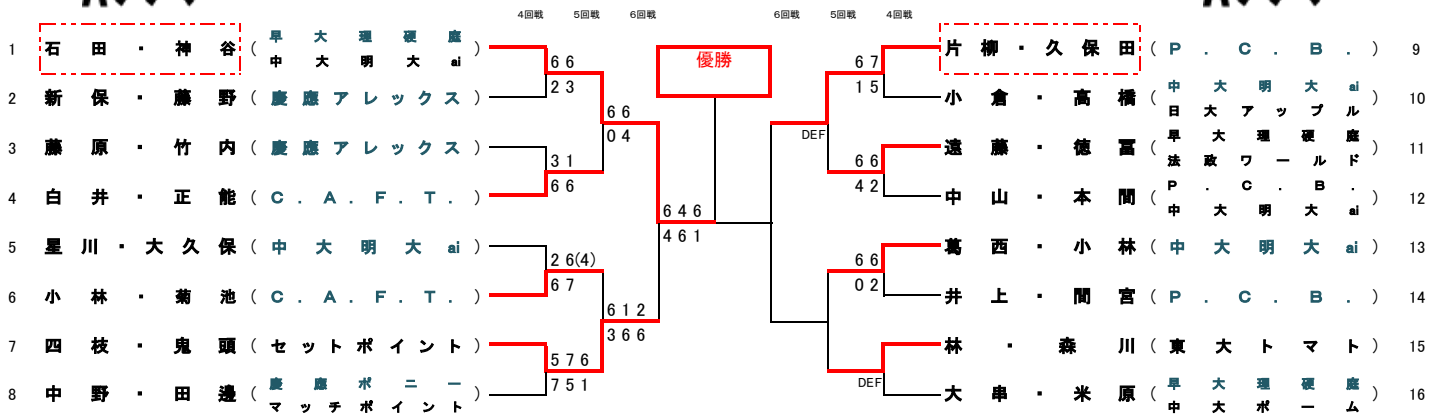 4回戦 5回戦 6回戦 6回戦 5回戦 4回戦
優勝
1 石田・神谷 (早大理硬庭 中大明大ai)
2 新保・藤野 (慶應アレックス)
3 藤原・竹内 (慶應アレックス)
4 白井・正能 (C.A.F.T.)
5 星川・大久保 (中大明大ai)
6 小林・菊池 (C.A.F.T.)
7 四枝・鬼頭 (セットポイント)
8 中野・田邊 (慶應ポニー マッチポイント)
66
23
31
66
26(4)
67
576
751
66
04
612
366
646
461
片柳・久保田 (P.C.B.) 9
小倉・高橋 (中大明大ai 日大アップル) 10
遠藤・徳冨 (早大理硬庭 法政ワールド) 11
中山・本間 (P.C.B. 中大明大ai) 12
葛西・小林 (中大明大ai) 13
井上・間宮 (P.C.B.) 14
林・森川 (東大トマト) 15
大串・米原 (早大理硬庭 中大ポーム) 16
67
15
DEF
66
42
66
02
DEF